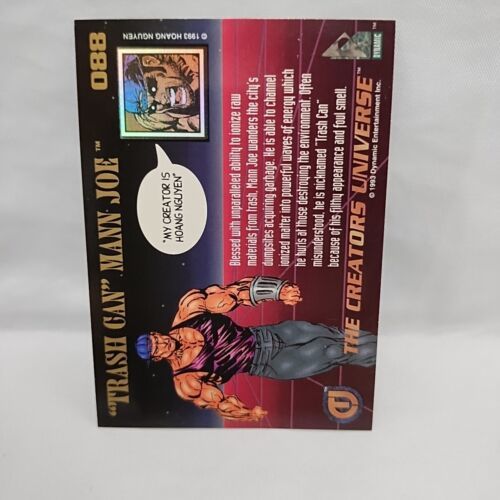 "TRASH CAN" MANN JOE ™
088
© 1993 HOANG NGUYEN
"MY CREATOR IS
HOANG NGUYEN"
Blessed with unparalleled ability to ionize raw
materials from trash, Mann Joe wanders the city's
dumpsites acquiring garbage. He is able to channel
ionized matter into powerful waves of energy which
he hurls at those destroying the environment. Often
misunderstood, he is nicknamed "Trash Can"
because of his filthy appearance and foul smell.
THE CREATORS UNIVERSE™
© 1993 Dynamic Entertainment Inc.
DYNAMIC
™